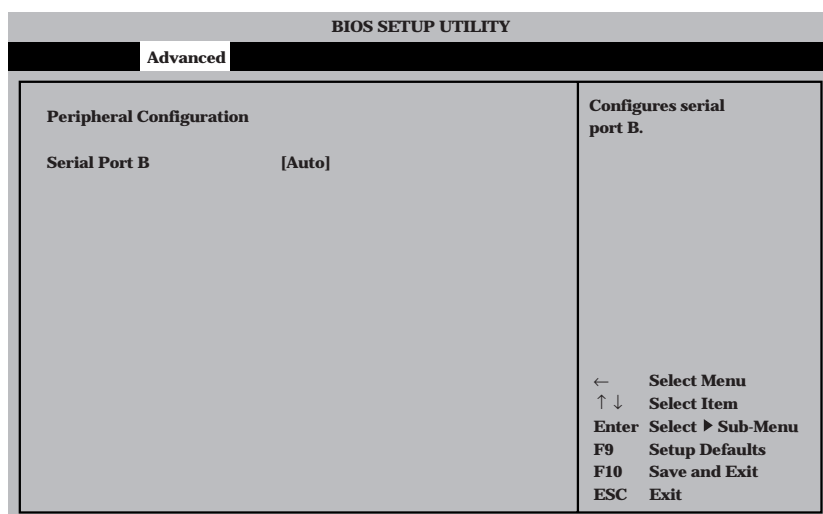 BIOS SETUP UTILITY
Advanced
Peripheral Configuration
Serial Port B [Auto]
Configures serial
port B.
← Select Menu
↑ ↓ Select Item
Enter Select ▶ Sub-Menu
F9 Setup Defaults
F10 Save and Exit
ESC Exit